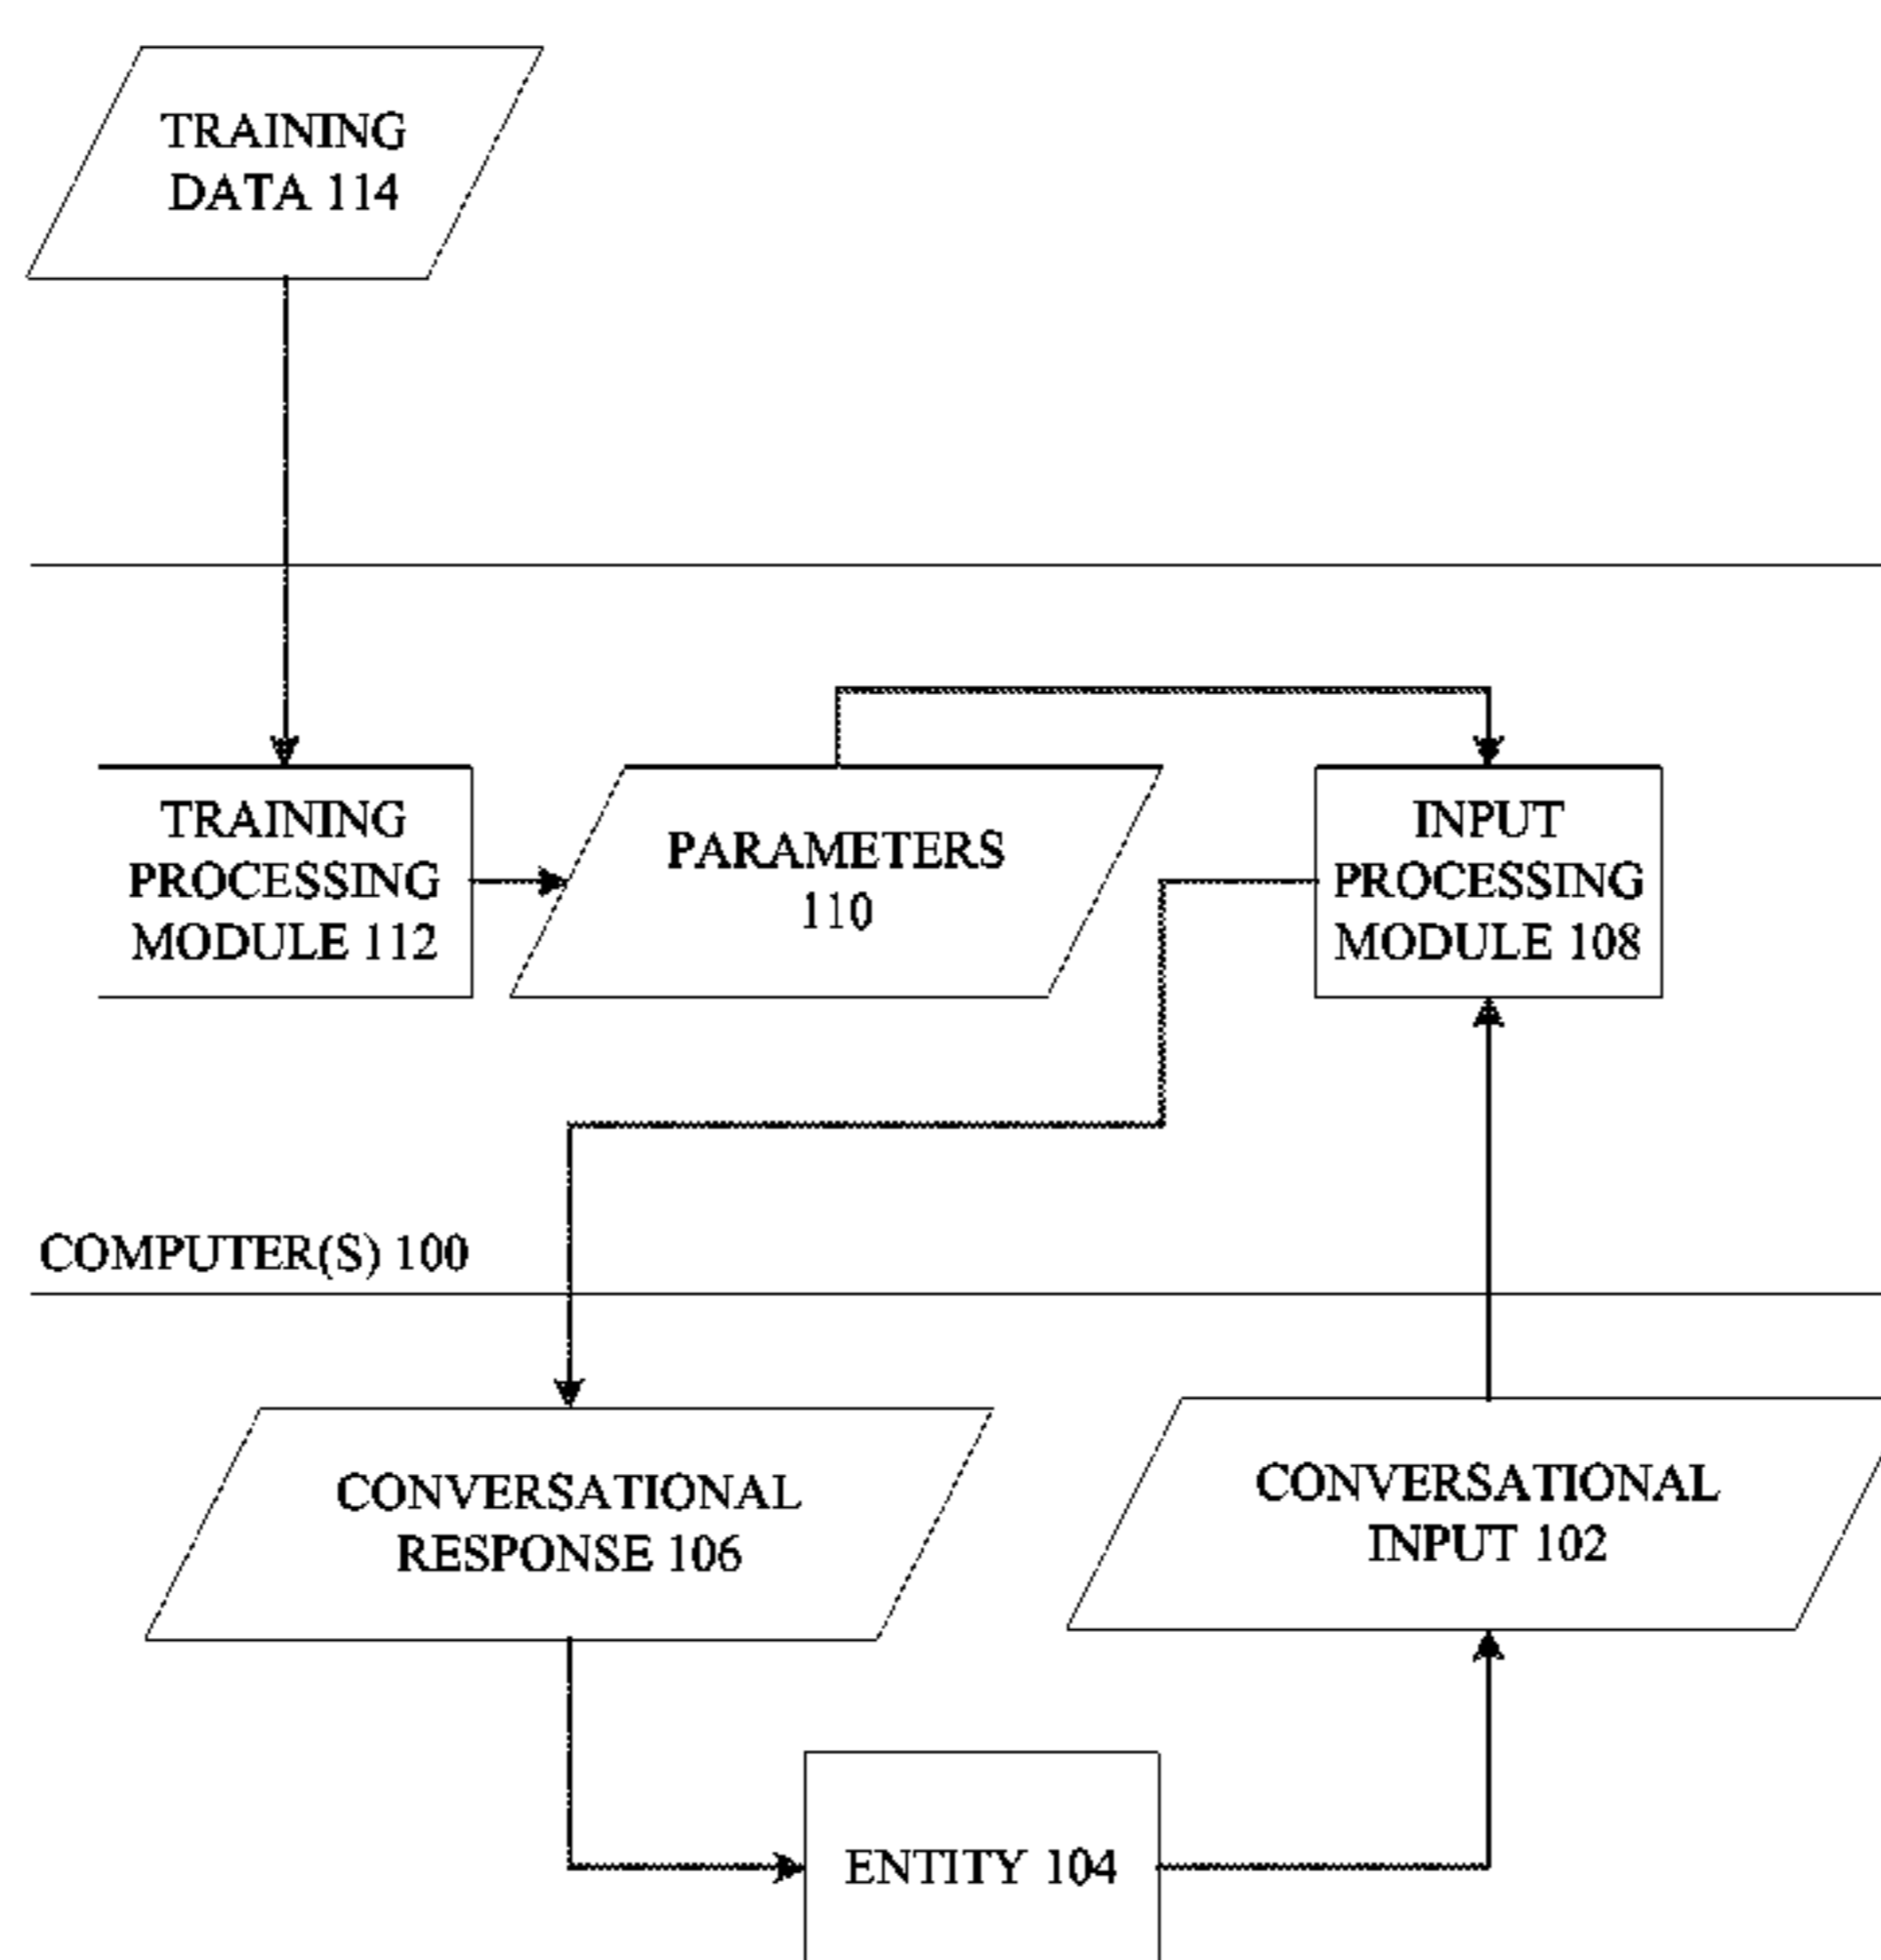 TRAINING
DATA 114
TRAINING
PROCESSING
MODULE 112
PARAMETERS
110
INPUT
PROCESSING
MODULE 108
COMPUTER(S) 100
CONVERSATIONAL
RESPONSE 106
CONVERSATIONAL
INPUT 102
ENTITY 104